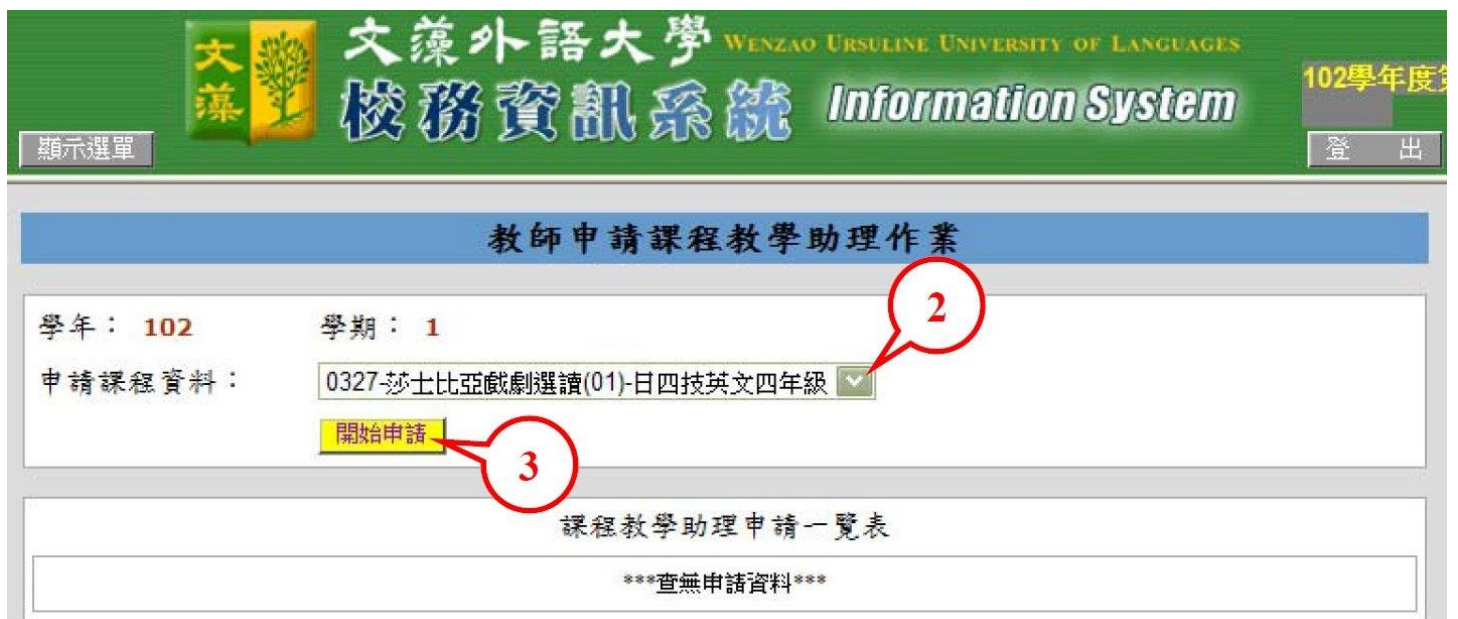 文藻
文藻外語大學 WENZAO URSULINE UNIVERSITY OF LANGUAGES
校務資訊系統 Information System
102學年度第
顯示選單
登 出
教師申請課程教學助理作業
2
學年： 102 學期： 1
申請課程資料： 0327-莎士比亞戲劇選讀(01)-日四技英文四年級
開始申請
3
課程教學助理申請一覽表
***查無申請資料***